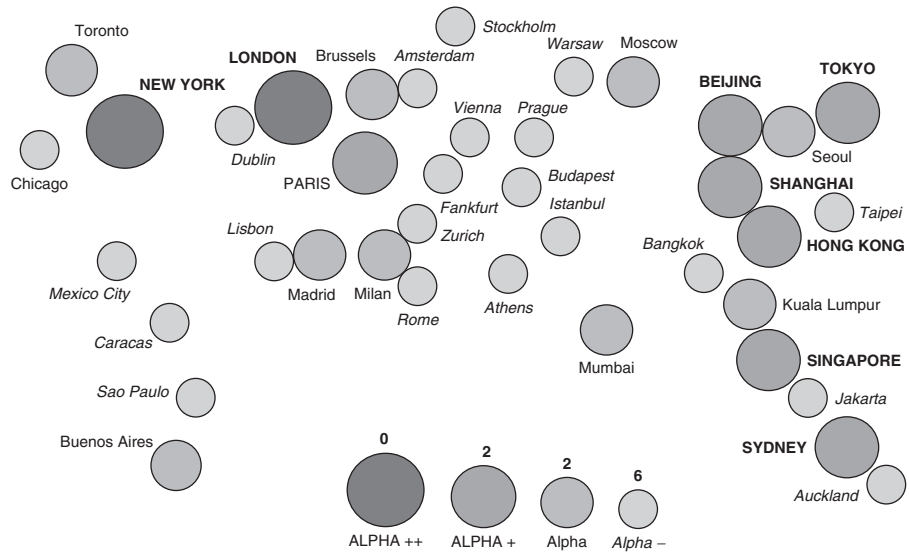 Stockholm
Toronto
LONDON
Brussels
Amsterdam
Warsaw
Moscow
NEW YORK
BEIJING
TOKYO
Vienna
Prague
Dublin
Seoul
Chicago
PARIS
Budapest
SHANGHAI
Fankfurt
Istanbul
Taipei
Lisbon
Zurich
Bangkok
HONG KONG
Mexico City
Madrid
Milan
Rome
Athens
Kuala Lumpur
Caracas
Mumbai
SINGAPORE
Sao Paulo
Jakarta
Buenos Aires
SYDNEY
Auckland
0
2
2
6
ALPHA ++
ALPHA +
Alpha
Alpha –